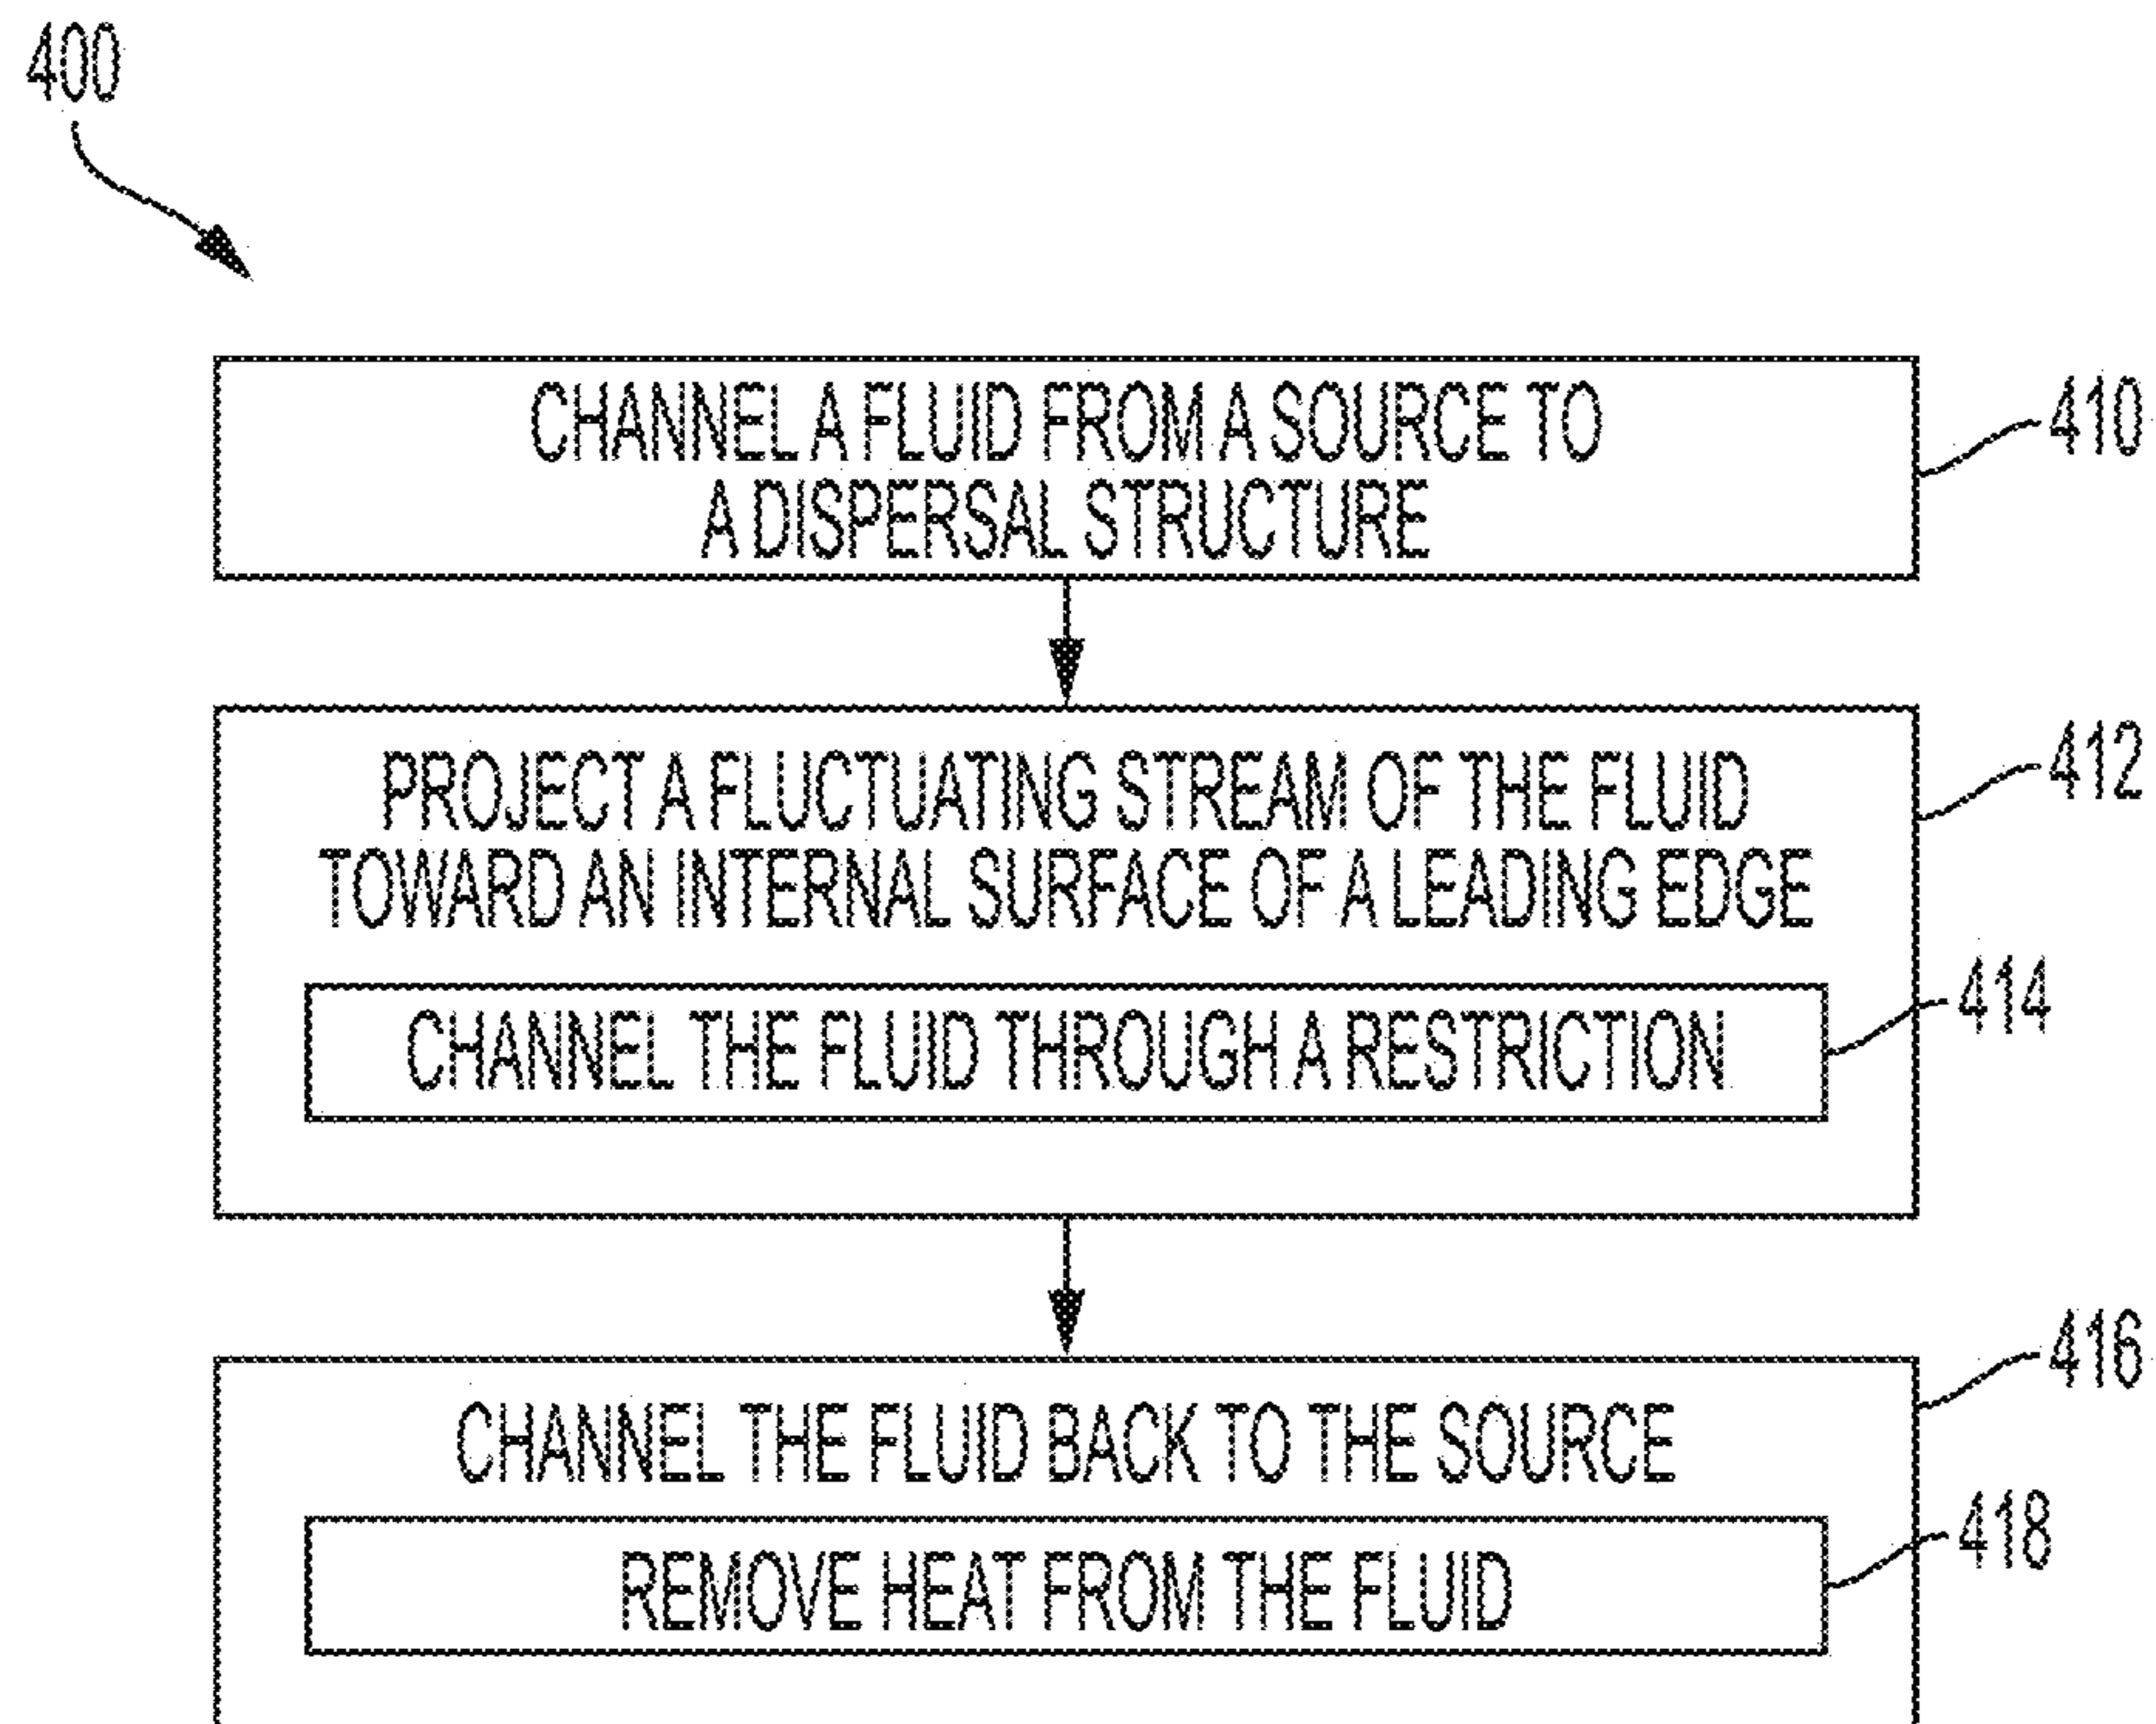 400
CHANNEL A FLUID FROM A SOURCE TO
A DISPERSAL STRUCTURE
410
PROJECT A FLUCTUATING STREAM OF THE FLUID
TOWARD AN INTERNAL SURFACE OF A LEADING EDGE
412
CHANNEL THE FLUID THROUGH A RESTRICTION
414
CHANNEL THE FLUID BACK TO THE SOURCE
416
REMOVE HEAT FROM THE FLUID
418